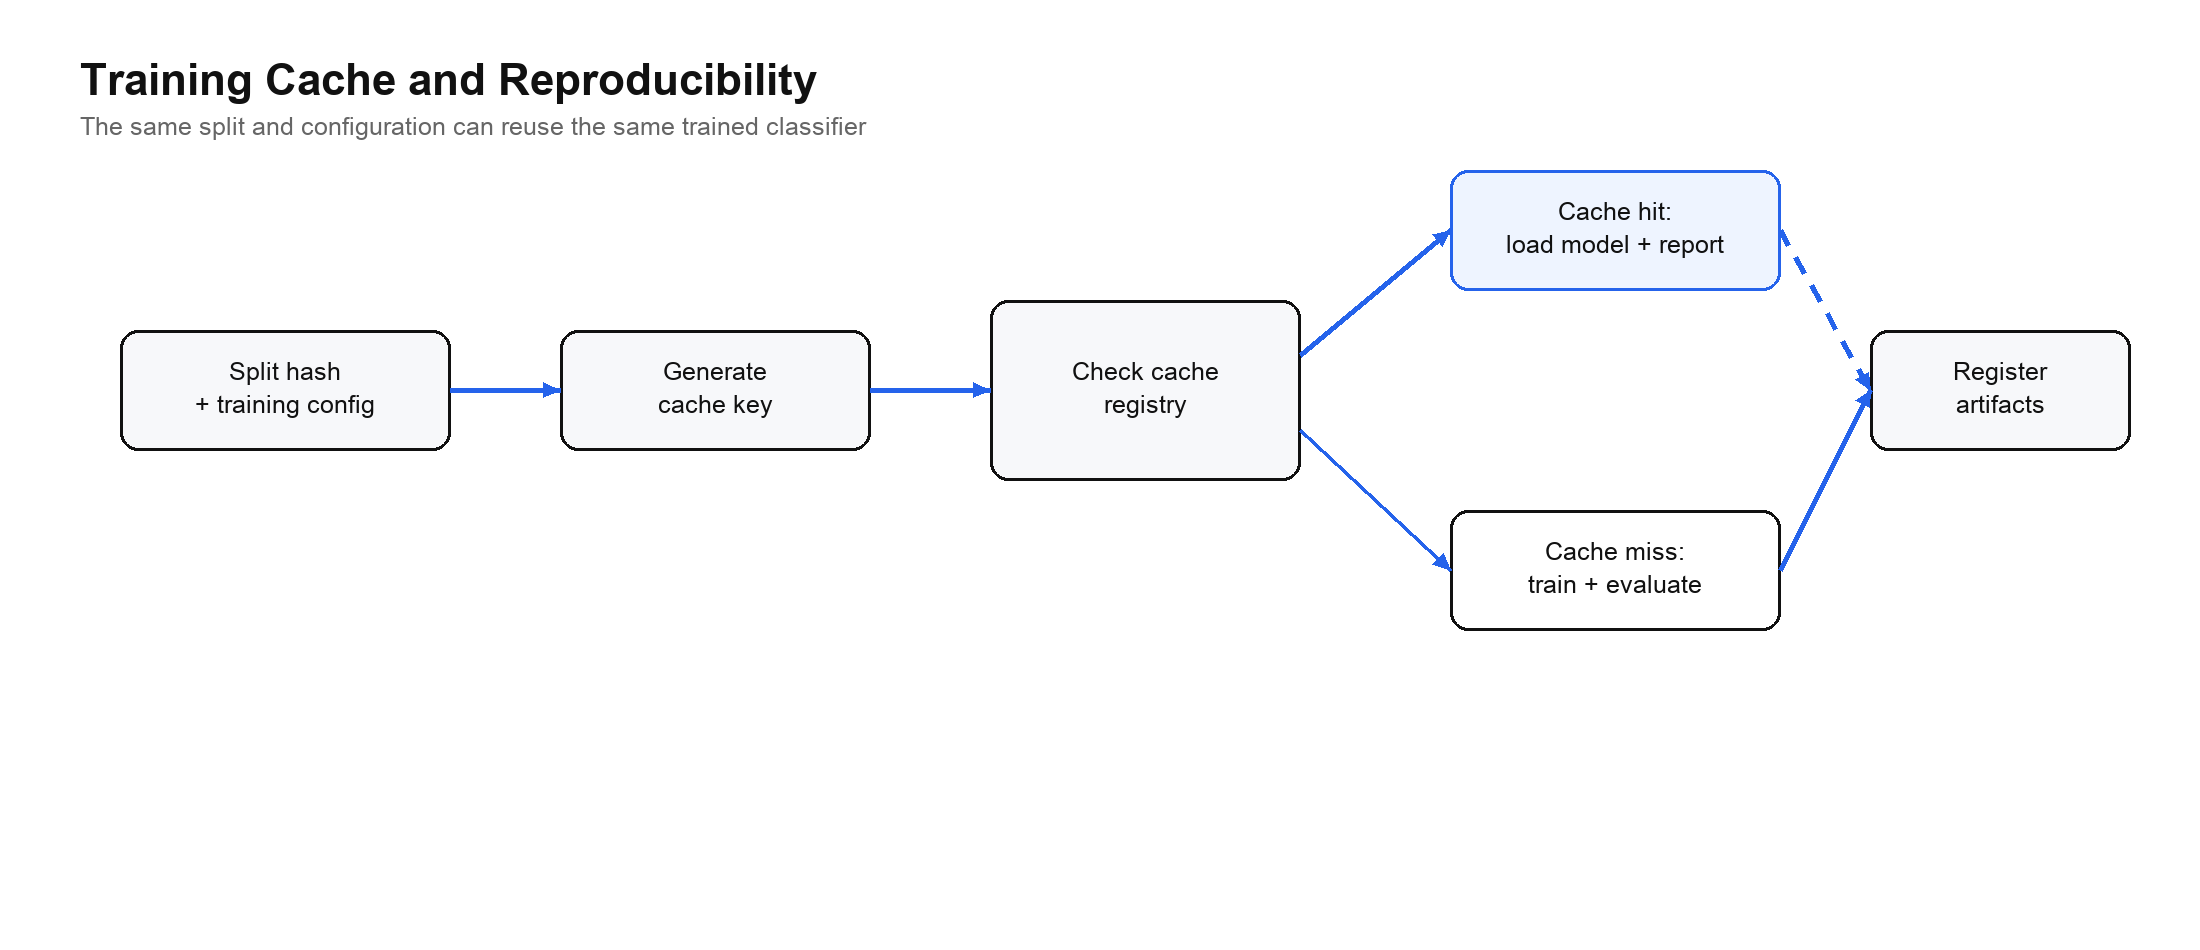 Training Cache and Reproducibility
The same split and configuration can reuse the same trained classifier
Split hash
+ training config
Generate
cache key
Check cache
registry
Cache hit:
load model + report
Cache miss:
train + evaluate
Register
artifacts